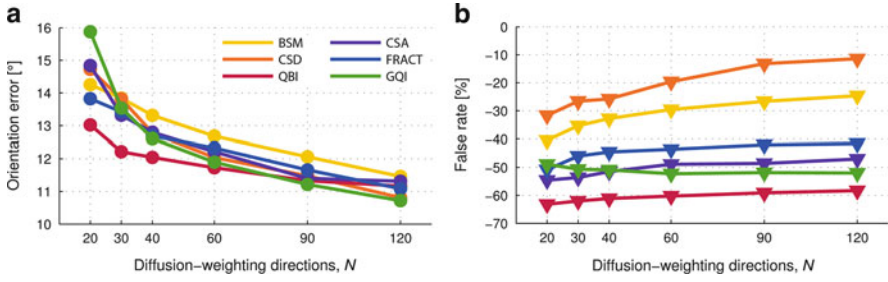 a
Orientation error [°]
16
15
14
13
12
11
10
BSM
CSD
QBI
CSA
FRACT
GQI
20 30 40 60 90 120
Diffusion−weighting directions, N
b
False rate [%]
0
−10
−20
−30
−40
−50
−60
−70
20 30 40 60 90 120
Diffusion−weighting directions, N